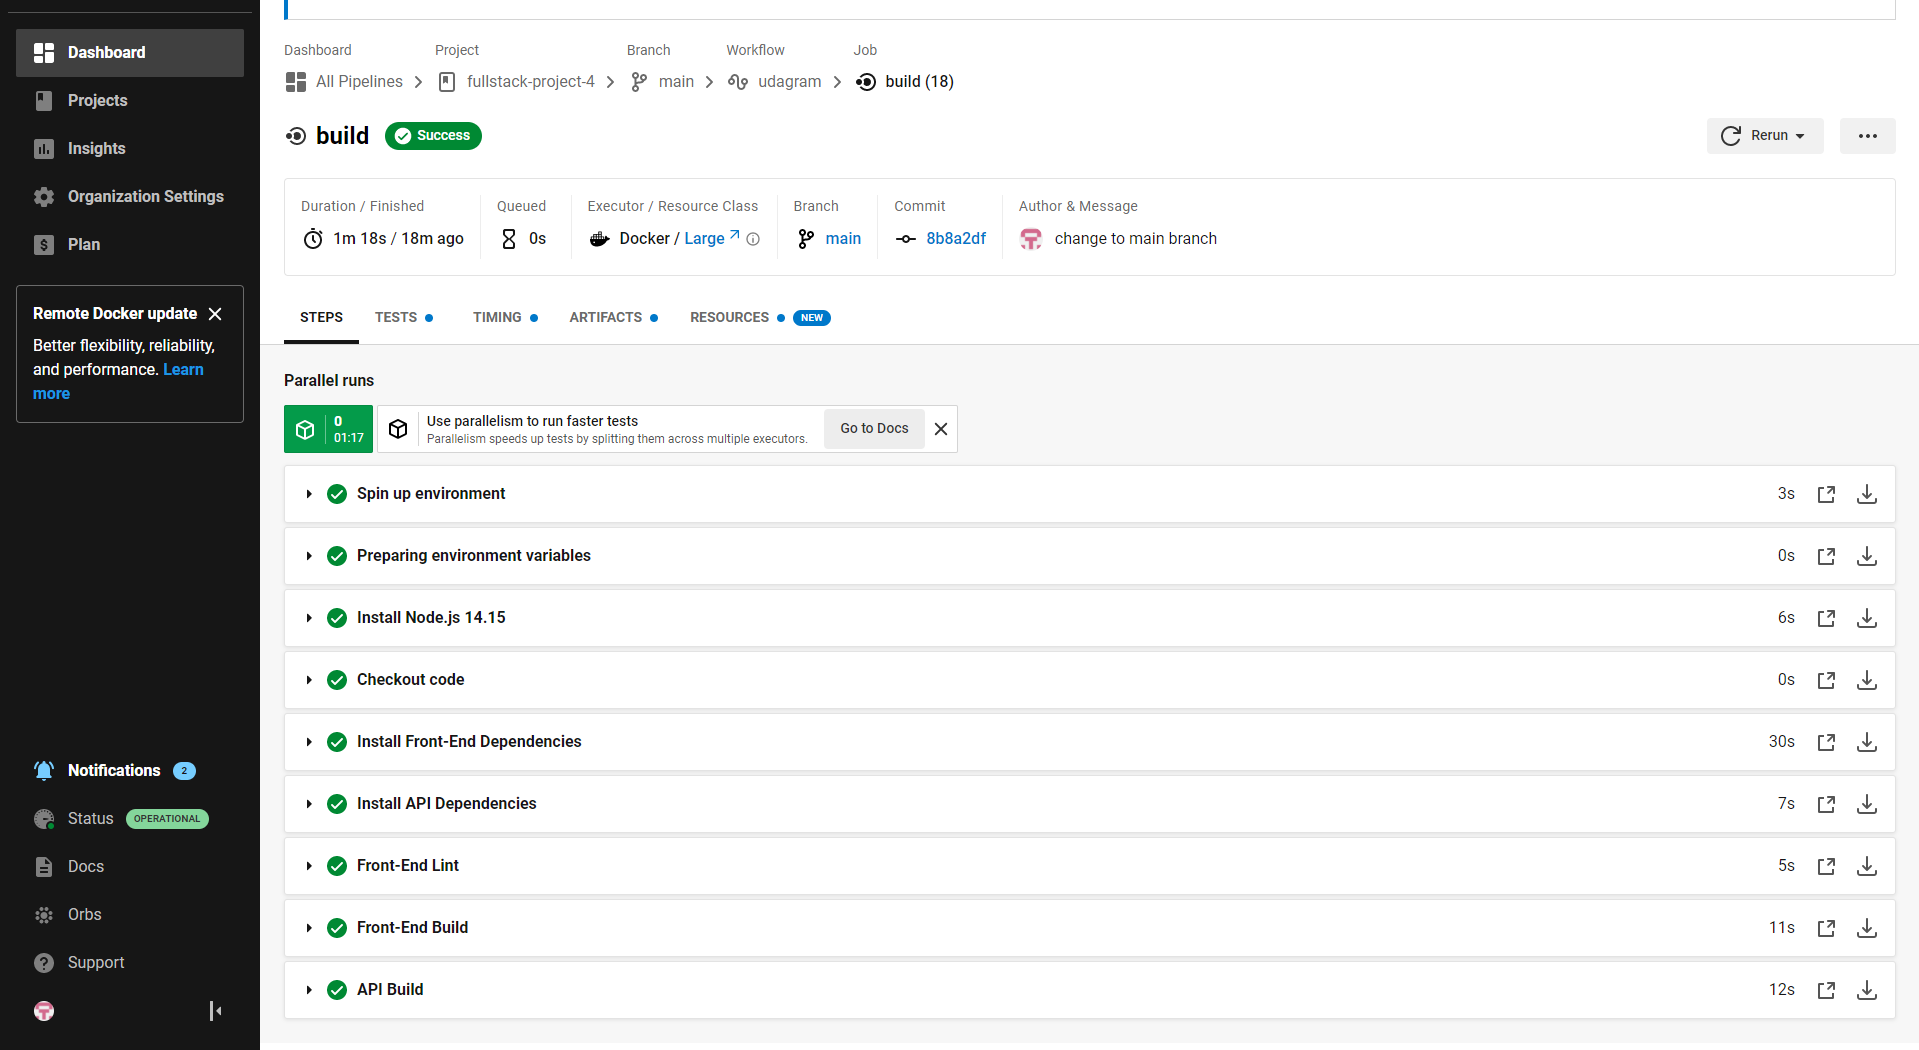 Dashboard
Projects
Insights
Organization Settings
Plan
Remote Docker update
Better flexibility, reliability,
and performance. Learn
more
Notifications 2
Status OPERATIONAL
Docs
Orbs
Support
Dashboard Project Branch Workflow Job
All Pipelines fullstack-project-4 main udagram build (18)
build Success
Rerun
Duration / Finished Queued Executor / Resource Class Branch Commit Author & Message
1m 18s / 18m ago 0s Docker / Large main 8b8a2df change to main branch
STEPS TESTS TIMING ARTIFACTS RESOURCES NEW
Parallel runs
0
01:17
Use parallelism to run faster tests
Parallelism speeds up tests by splitting them across multiple executors.
Go to Docs
Spin up environment 3s
Preparing environment variables 0s
Install Node.js 14.15 6s
Checkout code 0s
Install Front-End Dependencies 30s
Install API Dependencies 7s
Front-End Lint 5s
Front-End Build 11s
API Build 12s